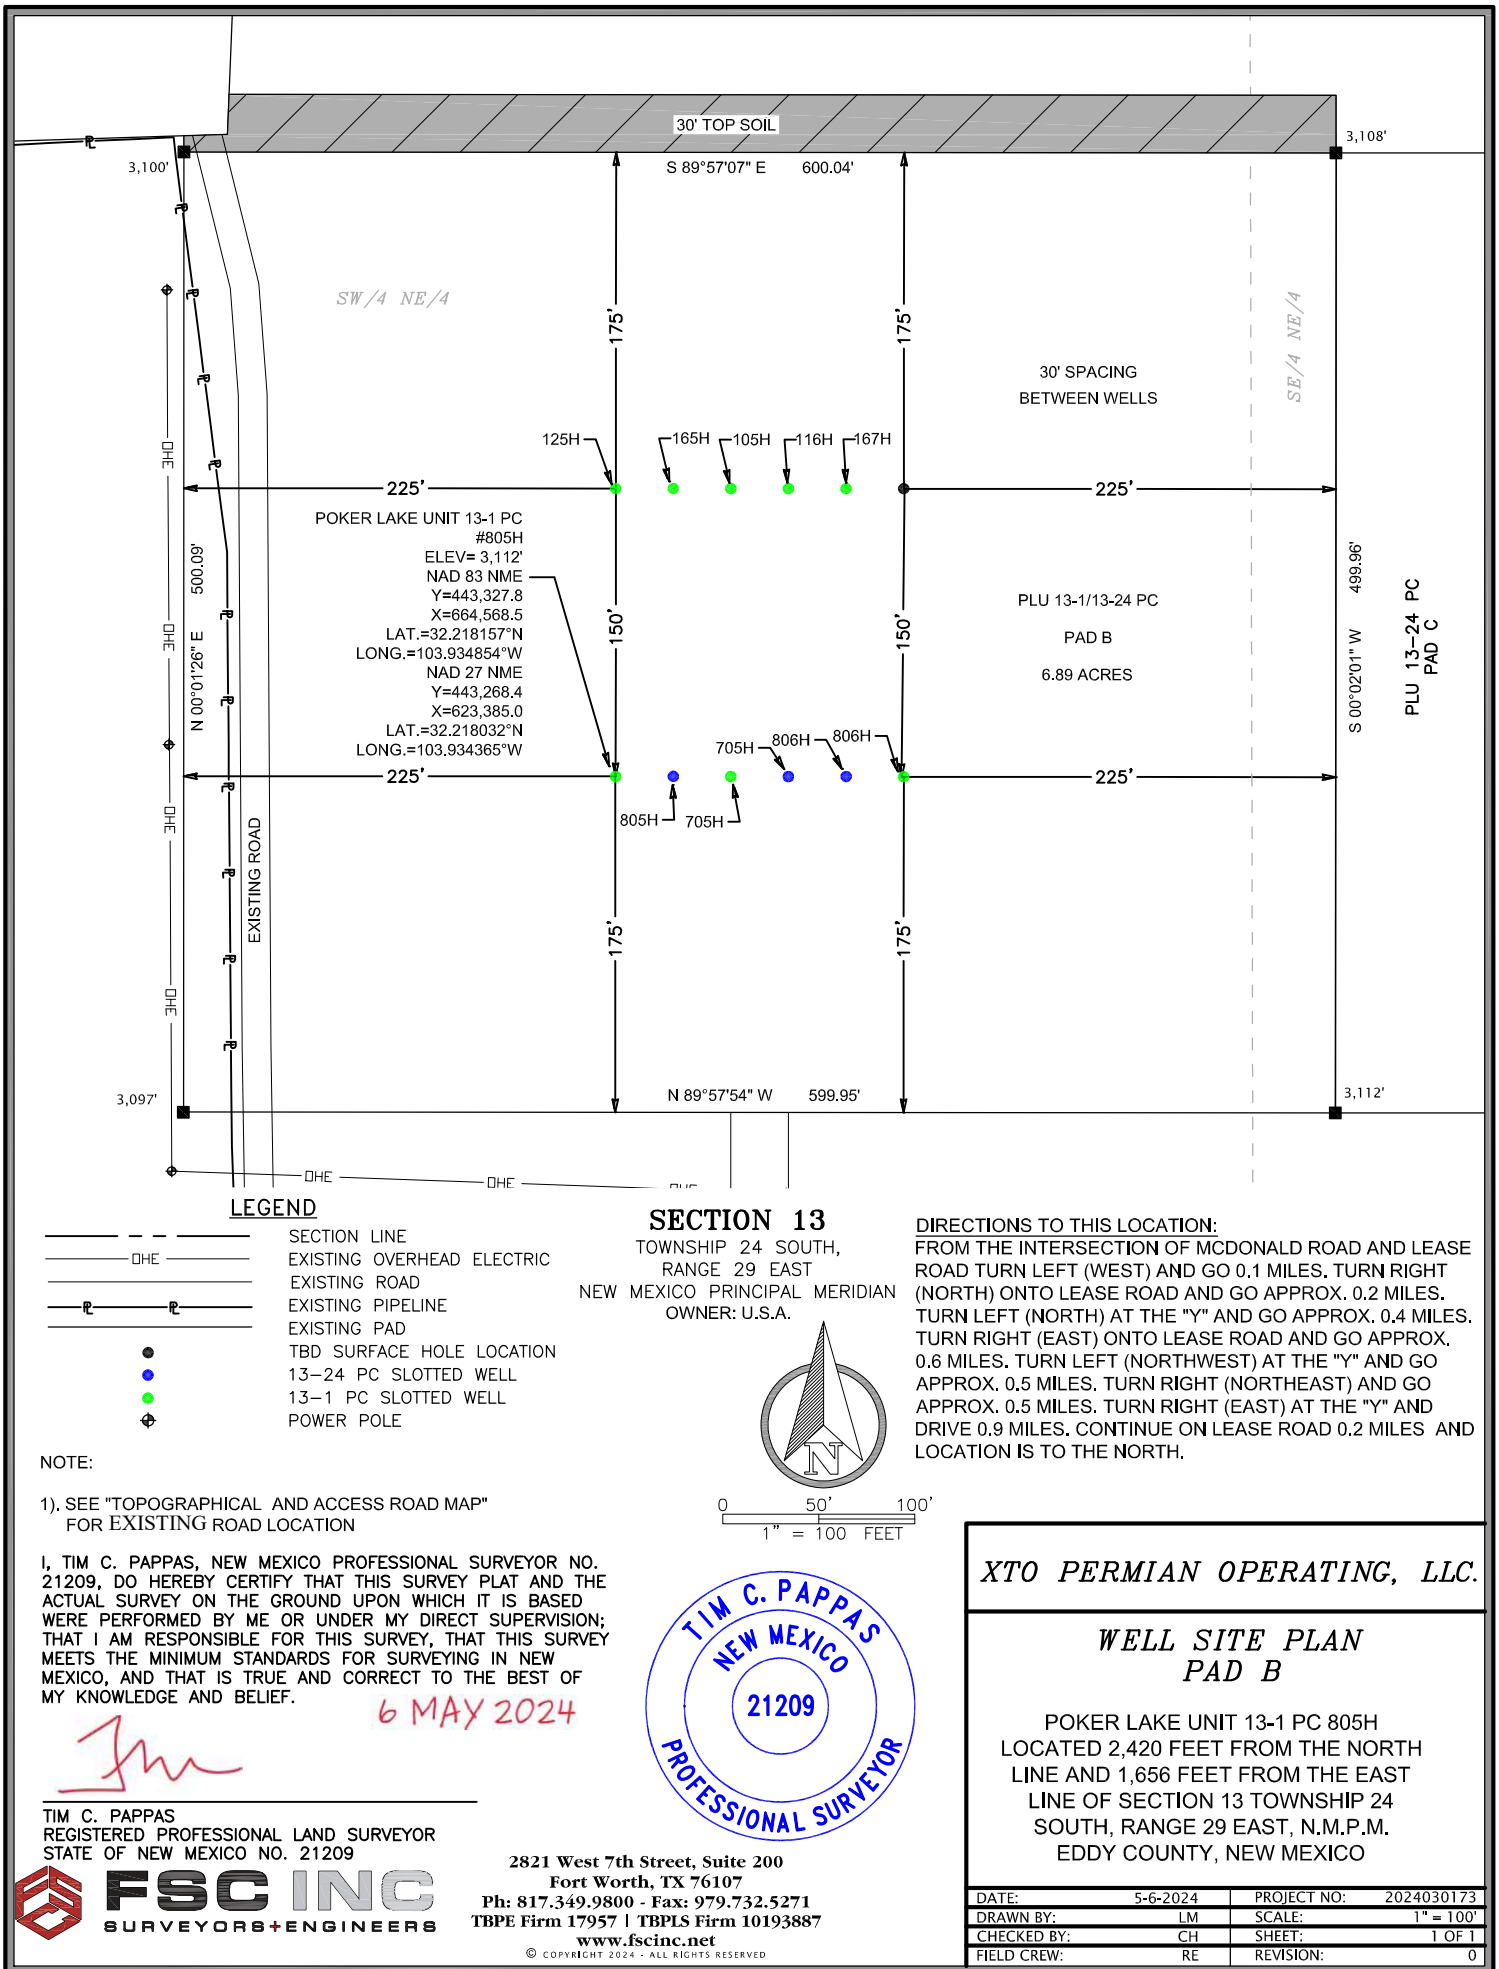 30' TOP SOIL
3,108'
3,100'
S 89°57'07" E 600.04'
SW/4 NE/4
SE/4 NE/4
175'
175'
30' SPACING
BETWEEN WELLS
125H
165H
105H
116H
167H
OHE
225'
225'
POKER LAKE UNIT 13-1 PC
#805H
ELEV= 3,112'
NAD 83 NME
Y=443,327.8
X=664,568.5
LAT.=32.218157°N
LONG.=103.934854°W
NAD 27 NME
Y=443,268.4
X=623,385.0
LAT.=32.218032°N
LONG.=103.934365°W
N 00°01'26" E 500.09'
OHE
150'
150'
PLU 13-1/13-24 PC
PAD B
6.89 ACRES
S 00°02'01" W 499.96'
PLU 13-24 PC
PAD C
705H
806H
806H
225'
225'
805H
705H
OHE
EXISTING ROAD
175'
175'
OHE
3,097'
N 89°57'54" W 599.95'
3,112'
OHE
OHE
OHE
LEGEND
SECTION LINE
OHE EXISTING OVERHEAD ELECTRIC
EXISTING ROAD
PL PL EXISTING PIPELINE
EXISTING PAD
TBD SURFACE HOLE LOCATION
13-24 PC SLOTTED WELL
13-1 PC SLOTTED WELL
POWER POLE
NOTE:
1). SEE "TOPOGRAPHICAL AND ACCESS ROAD MAP"
FOR EXISTING ROAD LOCATION
SECTION 13
TOWNSHIP 24 SOUTH,
RANGE 29 EAST
NEW MEXICO PRINCIPAL MERIDIAN
OWNER: U.S.A.
N
0 50' 100'
1" = 100 FEET
DIRECTIONS TO THIS LOCATION:
FROM THE INTERSECTION OF MCDONALD ROAD AND LEASE
ROAD TURN LEFT (WEST) AND GO 0.1 MILES. TURN RIGHT
(NORTH) ONTO LEASE ROAD AND GO APPROX. 0.2 MILES.
TURN LEFT (NORTH) AT THE "Y" AND GO APPROX. 0.4 MILES.
TURN RIGHT (EAST) ONTO LEASE ROAD AND GO APPROX.
0.6 MILES. TURN LEFT (NORTHWEST) AT THE "Y" AND GO
APPROX. 0.5 MILES. TURN RIGHT (NORTHEAST) AND GO
APPROX. 0.5 MILES. TURN RIGHT (EAST) AT THE "Y" AND
DRIVE 0.9 MILES. CONTINUE ON LEASE ROAD 0.2 MILES AND
LOCATION IS TO THE NORTH.
I, TIM C. PAPPAS, NEW MEXICO PROFESSIONAL SURVEYOR NO.
21209, DO HEREBY CERTIFY THAT THIS SURVEY PLAT AND THE
ACTUAL SURVEY ON THE GROUND UPON WHICH IT IS BASED
WERE PERFORMED BY ME OR UNDER MY DIRECT SUPERVISION;
THAT I AM RESPONSIBLE FOR THIS SURVEY, THAT THIS SURVEY
MEETS THE MINIMUM STANDARDS FOR SURVEYING IN NEW
MEXICO, AND THAT IS TRUE AND CORRECT TO THE BEST OF
MY KNOWLEDGE AND BELIEF.
6 MAY 2024
TIM C. PAPPAS
REGISTERED PROFESSIONAL LAND SURVEYOR
STATE OF NEW MEXICO NO. 21209
TIM C. PAPPAS
NEW MEXICO
21209
PROFESSIONAL SURVEYOR
FSC INC
SURVEYORS+ENGINEERS
2821 West 7th Street, Suite 200
Fort Worth, TX 76107
Ph: 817.349.9800 - Fax: 979.732.5271
TBPE Firm 17957 | TBPLS Firm 10193887
www.fscinc.net
© COPYRIGHT 2024 - ALL RIGHTS RESERVED
XTO PERMIAN OPERATING, LLC.
WELL SITE PLAN
PAD B
POKER LAKE UNIT 13-1 PC 805H
LOCATED 2,420 FEET FROM THE NORTH
LINE AND 1,656 FEET FROM THE EAST
LINE OF SECTION 13 TOWNSHIP 24
SOUTH, RANGE 29 EAST, N.M.P.M.
EDDY COUNTY, NEW MEXICO
DATE: 5-6-2024 PROJECT NO: 2024030173
DRAWN BY: LM SCALE: 1" = 100'
CHECKED BY: CH SHEET: 1 OF 1
FIELD CREW: RE REVISION: 0